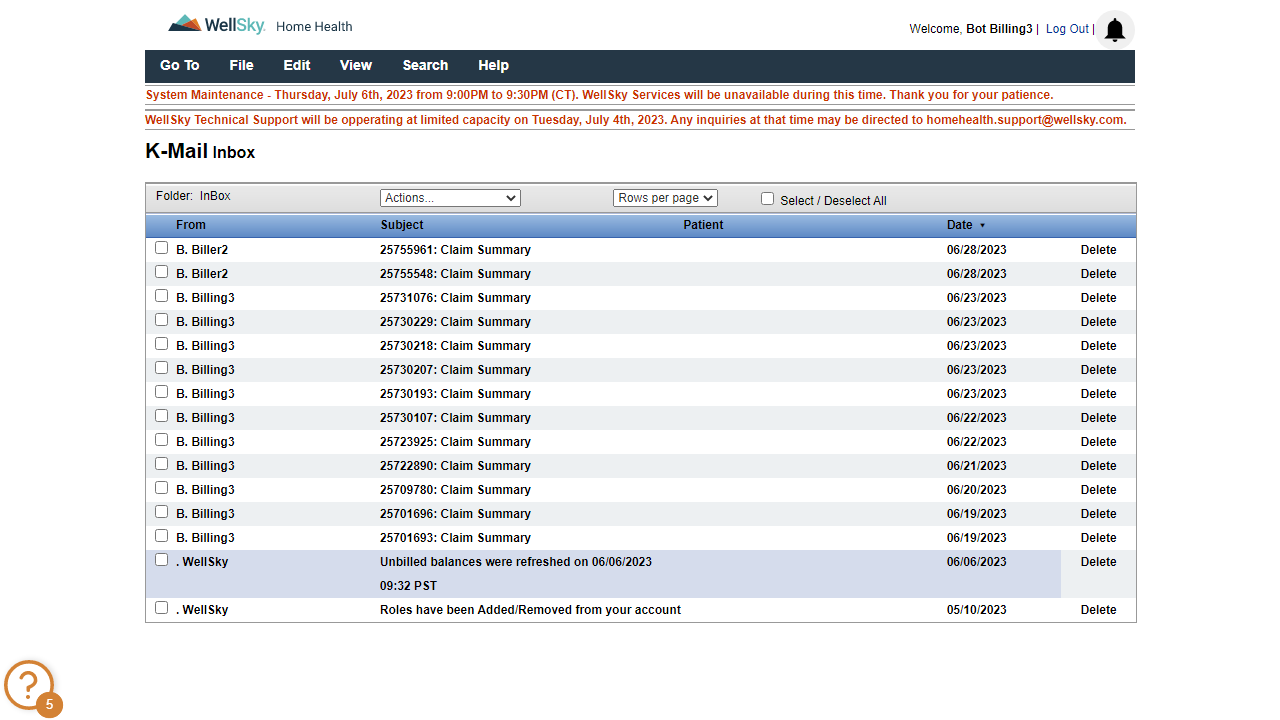 WellSky Home Health
Welcome, Bot Billing3 | Log Out |
Go To File Edit View Search Help
System Maintenance - Thursday, July 6th, 2023 from 9:00PM to 9:30PM (CT). WellSky Services will be unavailable during this time. Thank you for your patience.
WellSky Technical Support will be opperating at limited capacity on Tuesday, July 4th, 2023. Any inquiries at that time may be directed to homehealth.support@wellsky.com.
K-Mail Inbox
Folder: InBox Actions... Rows per page Select / Deselect All
From Subject Patient Date
B. Biller2 25755961: Claim Summary 06/28/2023 Delete
B. Biller2 25755548: Claim Summary 06/28/2023 Delete
B. Billing3 25731076: Claim Summary 06/23/2023 Delete
B. Billing3 25730229: Claim Summary 06/23/2023 Delete
B. Billing3 25730218: Claim Summary 06/23/2023 Delete
B. Billing3 25730207: Claim Summary 06/23/2023 Delete
B. Billing3 25730193: Claim Summary 06/23/2023 Delete
B. Billing3 25730107: Claim Summary 06/22/2023 Delete
B. Billing3 25723925: Claim Summary 06/22/2023 Delete
B. Billing3 25722890: Claim Summary 06/21/2023 Delete
B. Billing3 25709780: Claim Summary 06/20/2023 Delete
B. Billing3 25701696: Claim Summary 06/19/2023 Delete
B. Billing3 25701693: Claim Summary 06/19/2023 Delete
. WellSky Unbilled balances were refreshed on 06/06/2023 06/06/2023 Delete
09:32 PST
. WellSky Roles have been Added/Removed from your account 05/10/2023 Delete
?
5